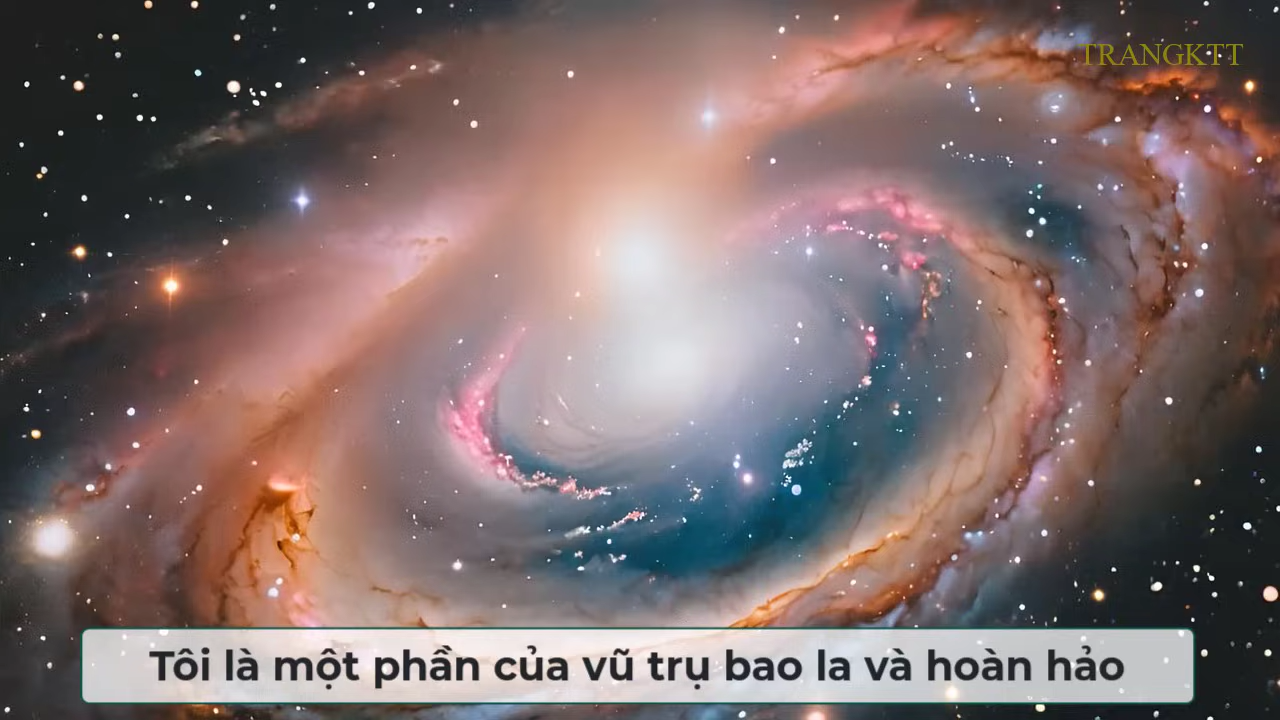 TRANGKTT
Tôi là một phần của vũ trụ bao la và hoàn hảo